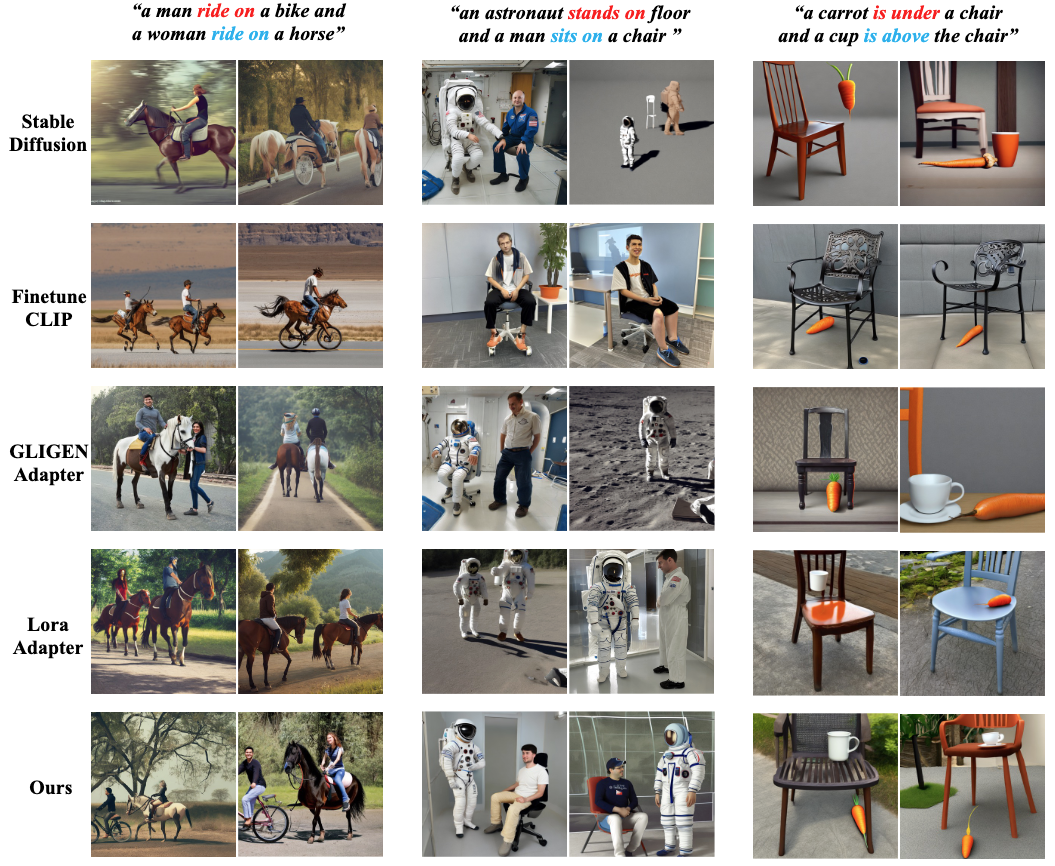 “a man ride on a bike and
a woman ride on a horse”
“an astronaut stands on floor
and a man sits on a chair ”
“a carrot is under a chair
and a cup is above the chair”
Stable
Diffusion
Finetune
CLIP
GLIGEN
Adapter
Lora
Adapter
Ours